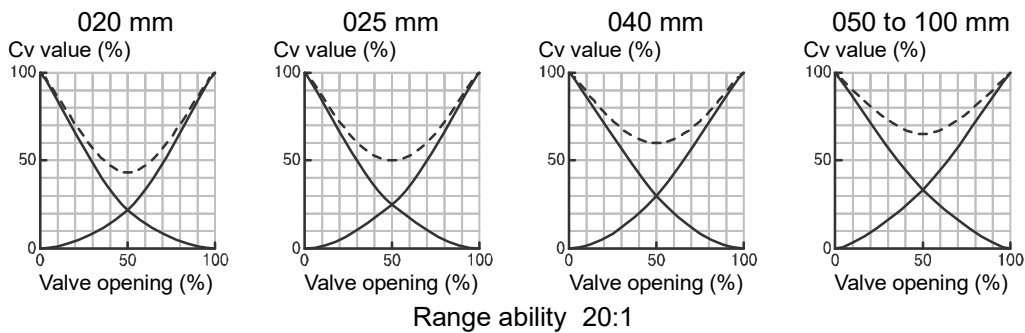 020 mm
025 mm
040 mm
050 to 100 mm
Cv value (%)
Cv value (%)
Cv value (%)
Cv value (%)
100
100
100
100
50
50
50
50
0
0
0
0
0 50 100
0 50 100
0 50 100
0 50 100
Valve opening (%)
Valve opening (%)
Valve opening (%)
Valve opening (%)
Range ability 20:1